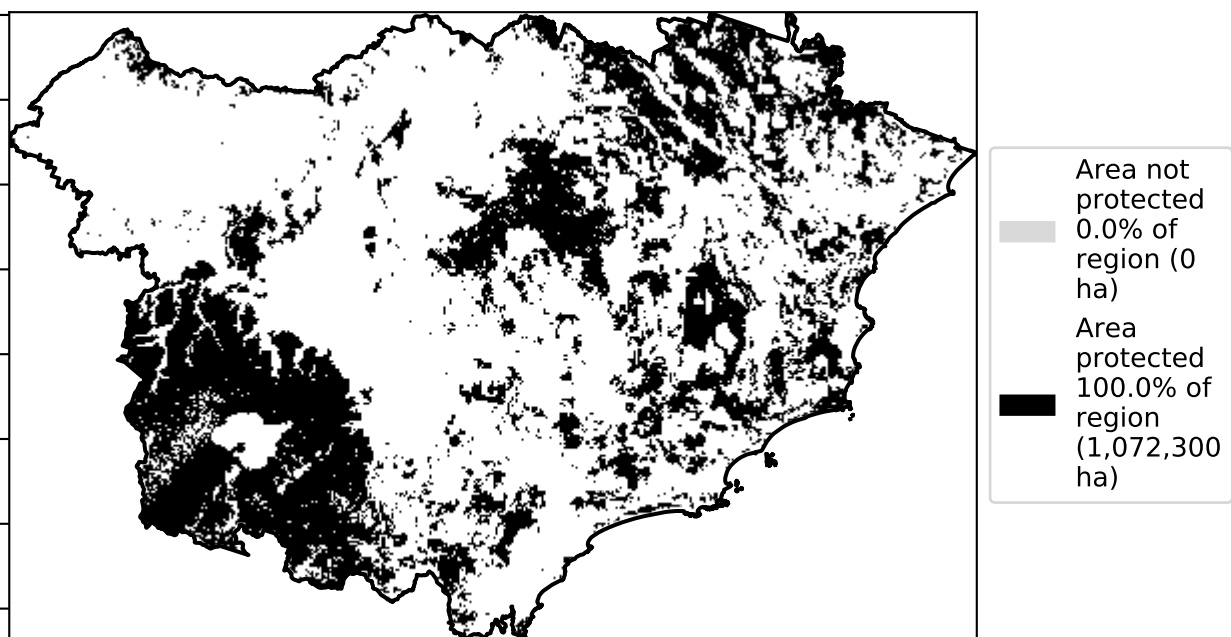 Area not
protected
0.0% of
region (0
ha)
Area
protected
100.0% of
region
(1,072,300
ha)